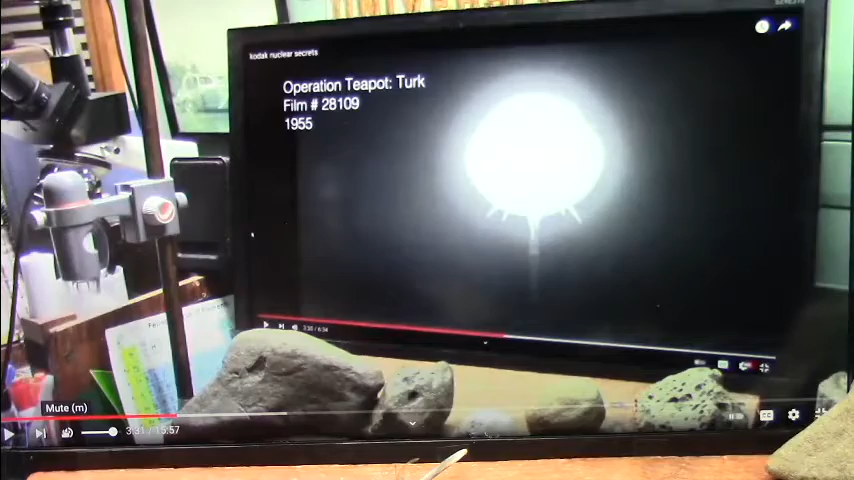 kodak nuclear secrets
Operation Teapot: Turk
Film # 28109
1955
Mute (m)
3:31 / 15:57